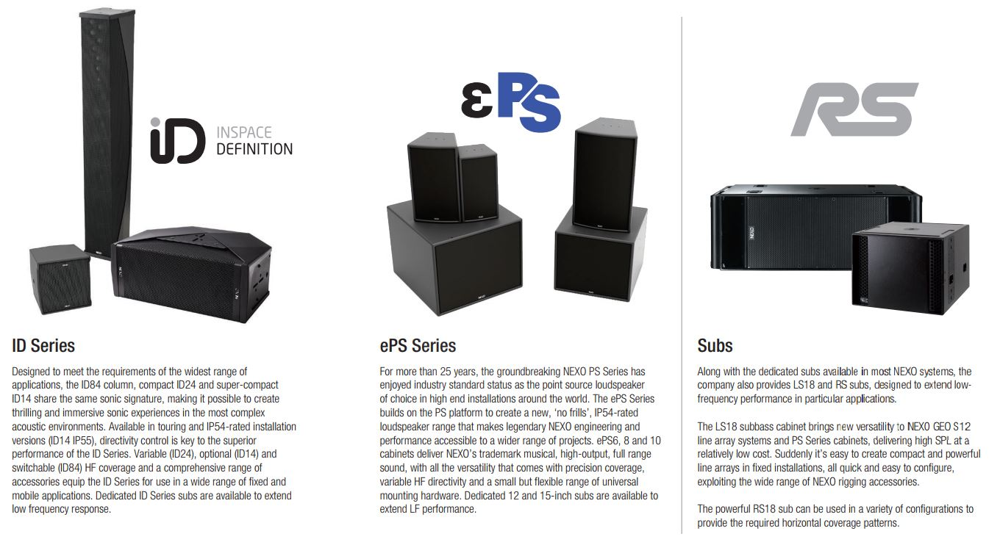 iD INSPACE
DEFINITION
ID Series
Designed to meet the requirements of the widest range of
applications, the ID84 column, compact ID24 and super-compact
ID14 share the same sonic signature, making it possible to create
thrilling and immersive sonic experiences in the most complex
acoustic environments. Available in touring and IP54-rated installation
versions (ID14 IP55), directivity control is key to the superior
performance of the ID Series. Variable (ID24), optional (ID14) and
switchable (ID84) HF coverage and a comprehensive range of
accessories equip the ID Series for use in a wide range of fixed and
mobile applications. Dedicated ID Series subs are available to extend
low frequency response.
εPS
NEXO
NEXO
NEXO
NEXO
NEXO
ePS Series
For more than 25 years, the groundbreaking NEXO PS Series has
enjoyed industry standard status as the point source loudspeaker
of choice in high end installations around the world. The ePS Series
builds on the PS platform to create a new, ‘no frills’, IP54-rated
loudspeaker range that makes legendary NEXO engineering and
performance accessible to a wider range of projects. ePS6, 8 and 10
cabinets deliver NEXO’s trademark musical, high-output, full range
sound, with all the versatility that comes with precision coverage,
variable HF directivity and a small but flexible range of universal
mounting hardware. Dedicated 12 and 15-inch subs are available to
extend LF performance.
RS
NEXO
NEXO
Subs
Along with the dedicated subs available in most NEXO systems, the
company also provides LS18 and RS subs, designed to extend low-
frequency performance in particular applications.
The LS18 subbass cabinet brings new versatility to NEXO GEO S12
line array systems and PS Series cabinets, delivering high SPL at a
relatively low cost. Suddenly it’s easy to create compact and powerful
line arrays in fixed installations, all quick and easy to configure,
exploiting the wide range of NEXO rigging accessories.
The powerful RS18 sub can be used in a variety of configurations to
provide the required horizontal coverage patterns.